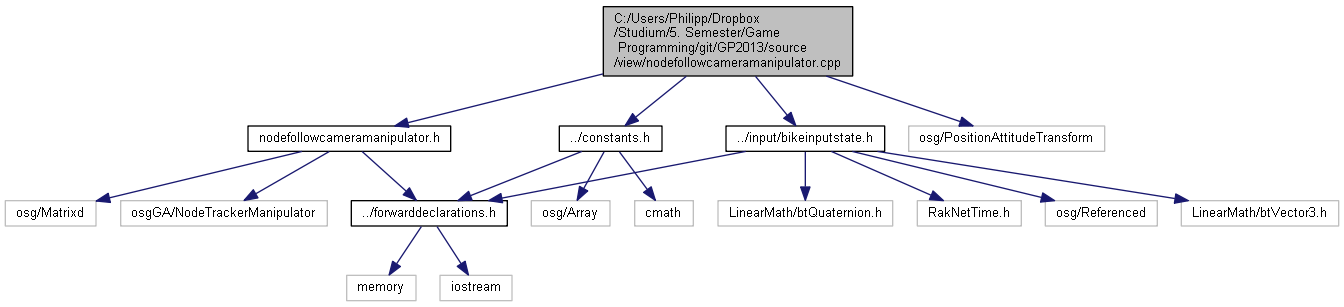 C:/Users/Philipp/Dropbox
/Studium/5. Semester/Game
Programming/git/GP2013/source
/view/nodefollowcameramanipulator.cpp
nodefollowcameramanipulator.h
../constants.h
../input/bikeinputstate.h
osg/PositionAttitudeTransform
osg/Matrixd
osgGA/NodeTrackerManipulator
../forwarddeclarations.h
osg/Array
cmath
LinearMath/btQuaternion.h
RakNetTime.h
osg/Referenced
LinearMath/btVector3.h
memory
iostream